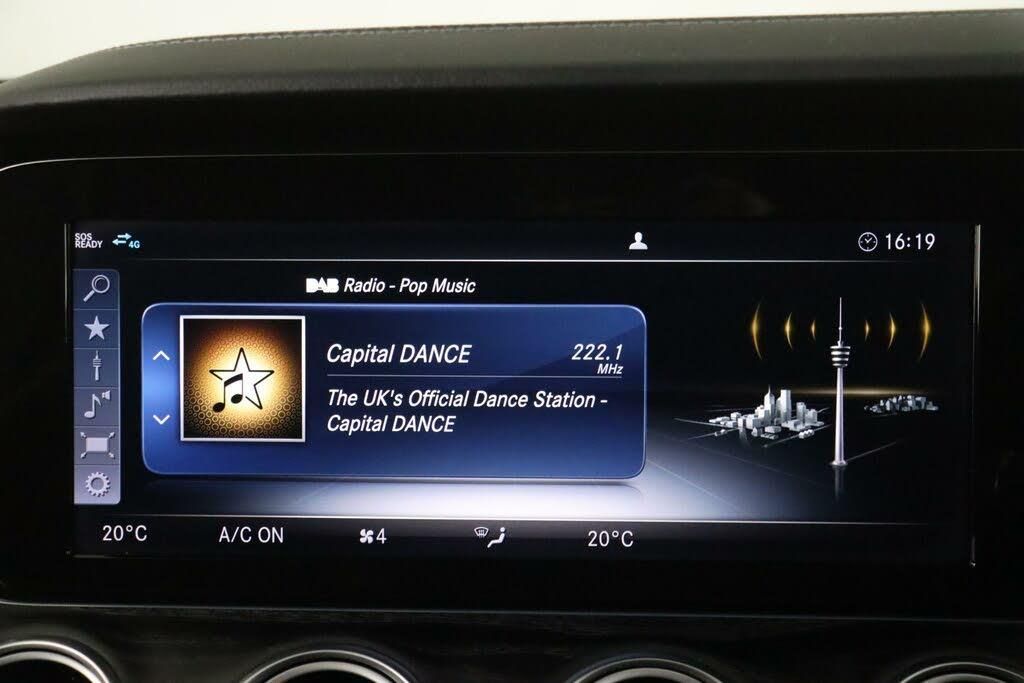 SOS
READY
4G
16:19
DAB Radio - Pop Music
Capital DANCE
222.1
MHz
The UK's Official Dance Station -
Capital DANCE
20°C A/C ON 4 20°C